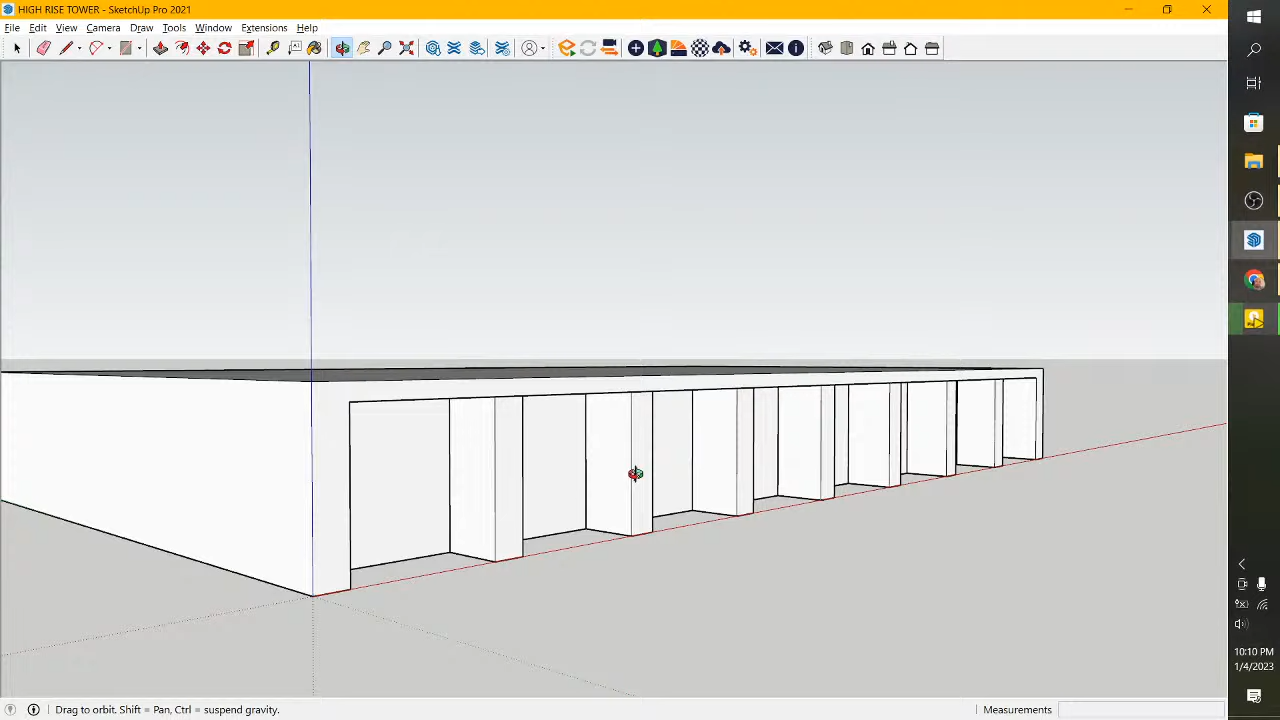 HIGH RISE TOWER - SketchUp Pro 2021
File Edit View Camera Draw Tools Window Extensions Help
Drag to orbit. Shift = Pan, Ctrl = suspend gravity.
Measurements
10:10 PM
1/4/2023